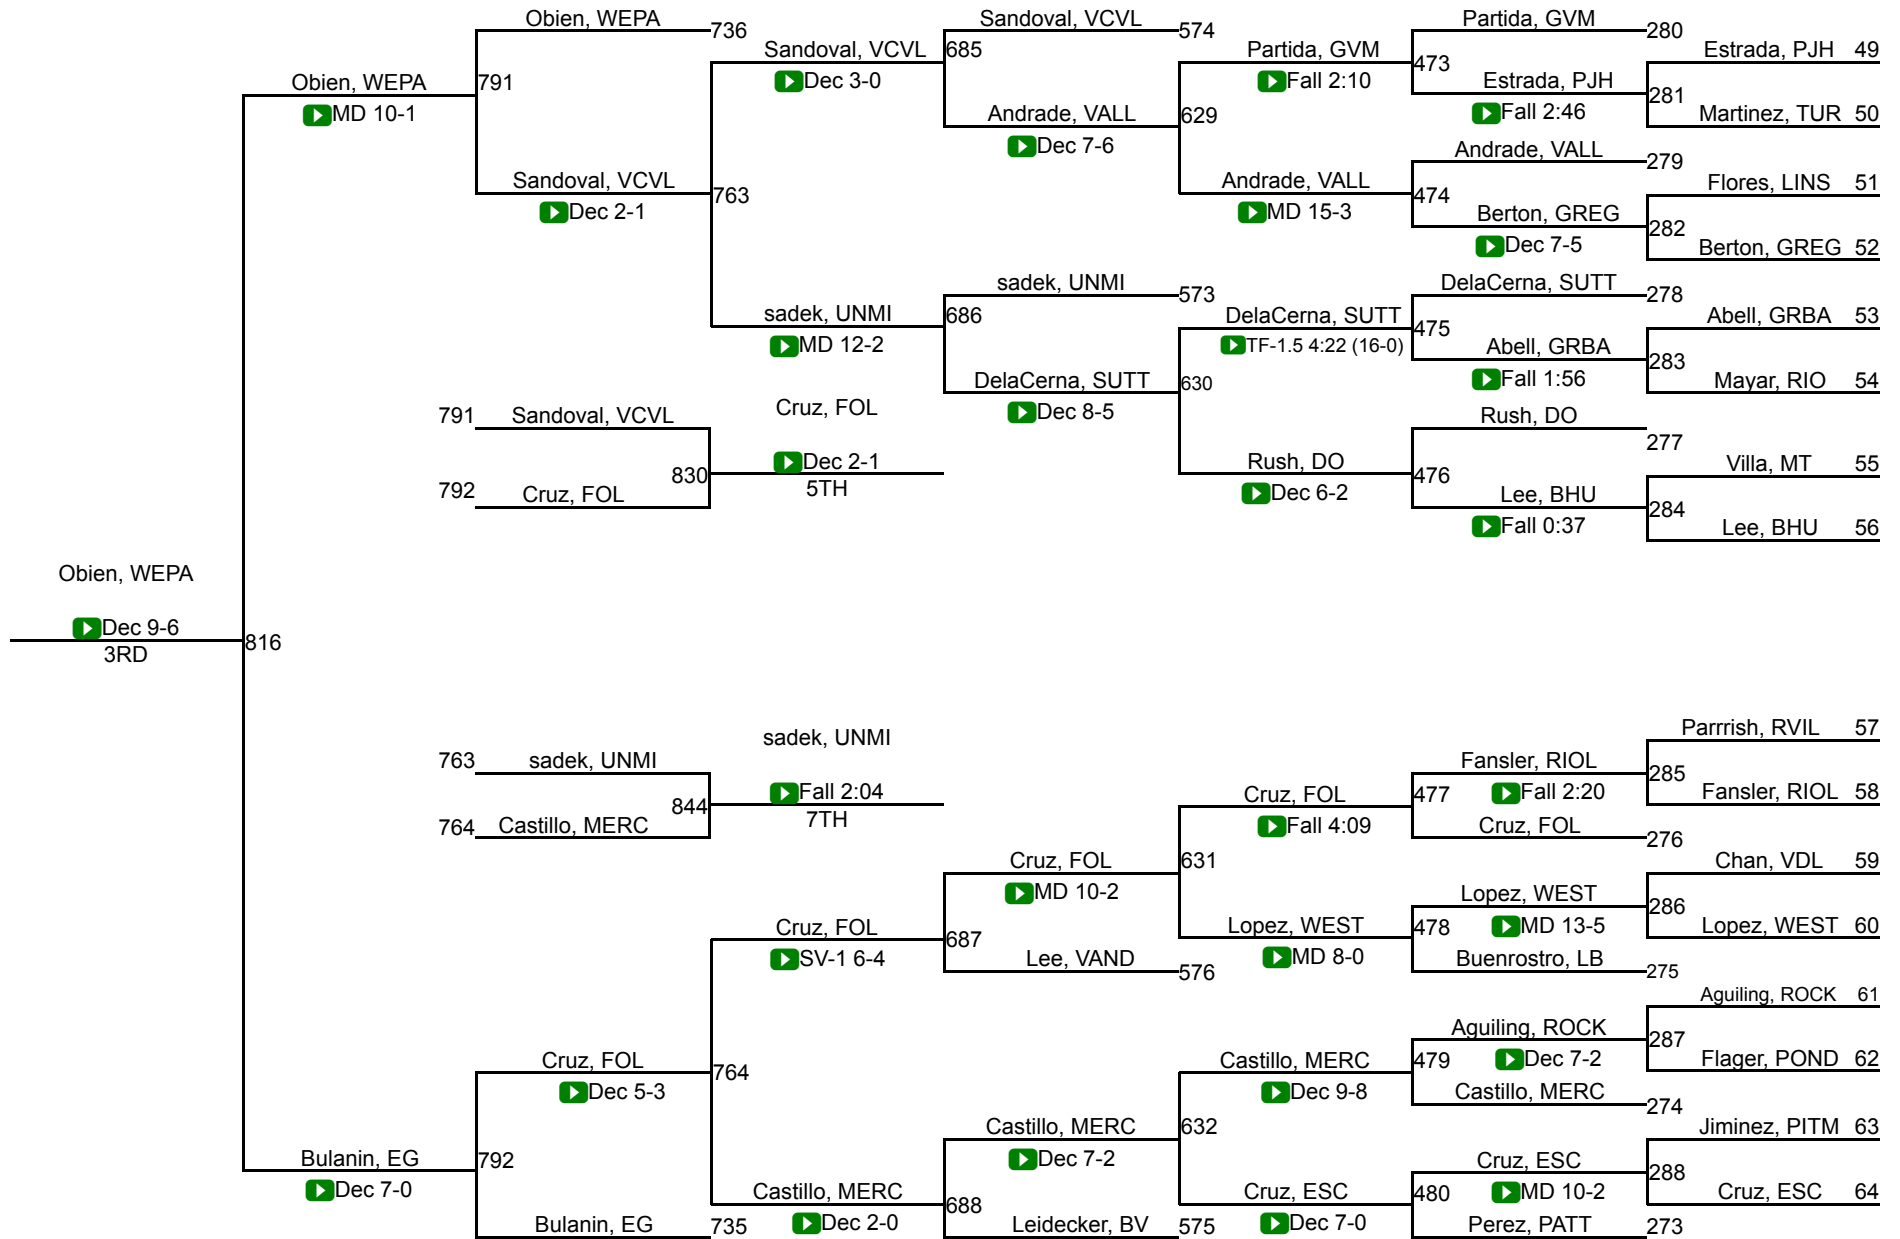 Obien, WEPA
736
Sandoval, VCVL
574
Partida, GVM
280
Sandoval, VCVL
685
Partida, GVM
473
Estrada, PJH 49
Obien, WEPA
791
Dec 3-0
Fall 2:10
Estrada, PJH
281
MD 10-1
Andrade, VALL
629
Fall 2:46
Martinez, TUR 50
Dec 7-6
Andrade, VALL
279
Sandoval, VCVL
763
Andrade, VALL
474
Flores, LINS 51
Dec 2-1
MD 15-3
Berton, GREG
282
Dec 7-5
Berton, GREG 52
sadek, UNMI
573
DelaCerna, SUTT
278
sadek, UNMI
686
DelaCerna, SUTT
475
Abell, GRBA 53
MD 12-2
TF-1.5 4:22 (16-0)
Abell, GRBA
283
DelaCerna, SUTT
630
Fall 1:56
Mayar, RIO 54
791
Sandoval, VCVL
Cruz, FOL
Dec 8-5
Rush, DO
277
830
Dec 2-1
5TH
Rush, DO
476
Villa, MT 55
792
Cruz, FOL
Dec 6-2
Lee, BHU
284
Fall 0:37
Lee, BHU 56
Obien, WEPA
Dec 9-6
3RD
816
Parrrish, RVIL 57
763
sadek, UNMI
sadek, UNMI
Fansler, RIOL
285
844
Fall 2:04
7TH
Cruz, FOL
477
Fall 2:20
Fansler, RIOL 58
764
Castillo, MERC
Fall 4:09
Cruz, FOL
276
Cruz, FOL
631
Chan, VDL 59
MD 10-2
Lopez, WEST
286
Cruz, FOL
687
Lopez, WEST
478
MD 13-5
Lopez, WEST 60
SV-1 6-4
Lee, VAND
576
MD 8-0
Buenrostro, LB
275
Aguiling, ROCK 61
Cruz, FOL
764
Castillo, MERC
479
Aguiling, ROCK
287
Dec 5-3
Dec 9-8
Dec 7-2
Flager, POND 62
Castillo, MERC
274
Castillo, MERC
632
Jiminez, PITM 63
Bulanin, EG
792
Dec 7-2
Cruz, ESC
288
Dec 7-0
Castillo, MERC
688
Cruz, ESC
480
MD 10-2
Cruz, ESC 64
Bulanin, EG
735
Dec 2-0
Leidecker, BV
575
Dec 7-0
Perez, PATT
273